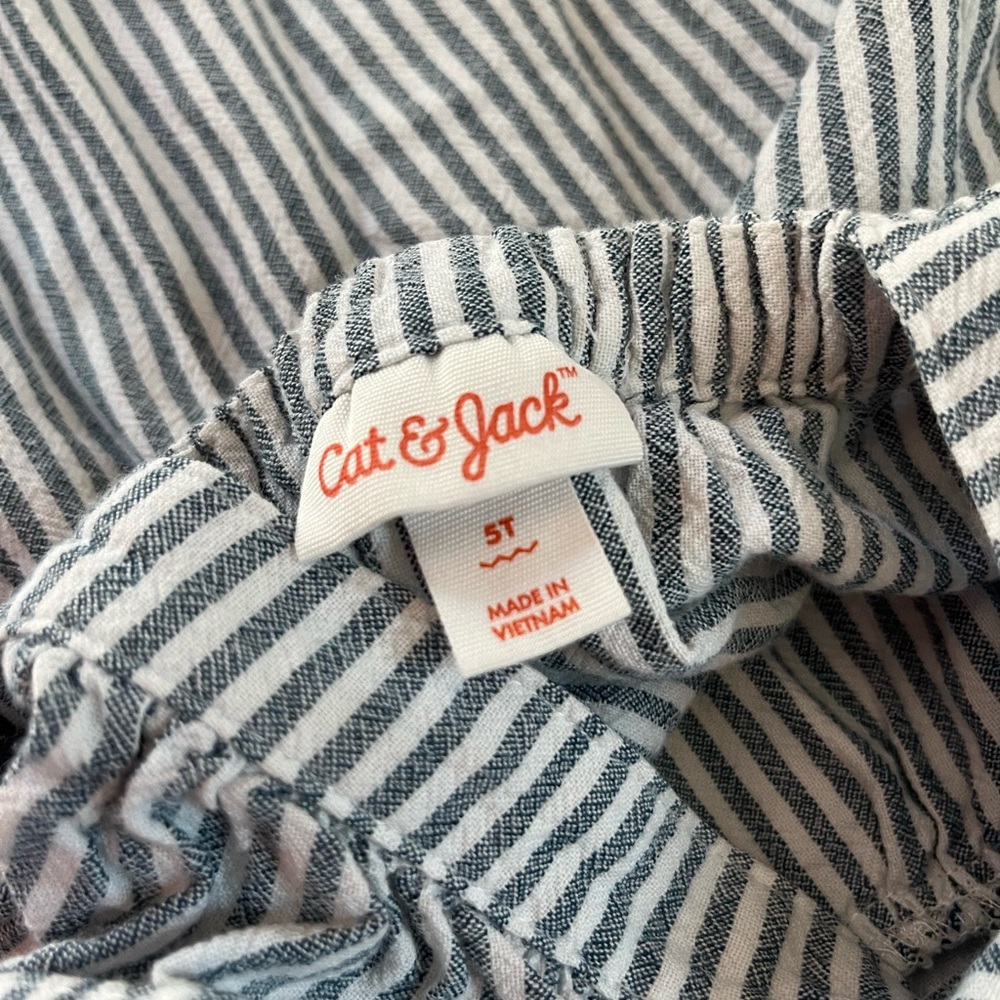 Cat & Jack™
5T
MADE IN
VIETNAM